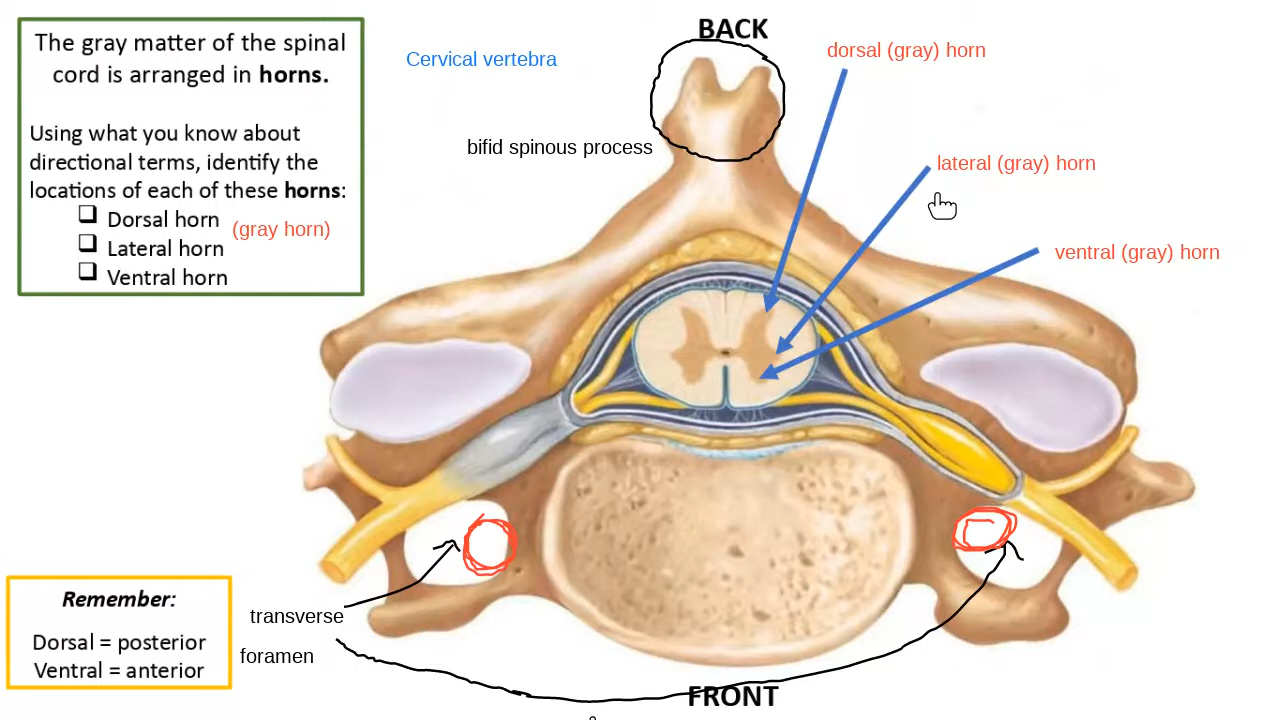 The gray matter of the spinal
cord is arranged in horns.
Using what you know about
directional terms, identify the
locations of each of these horns:
Dorsal horn
(gray horn)
Lateral horn
Ventral horn
BACK
Cervical vertebra
dorsal (gray) horn
bifid spinous process
lateral (gray) horn
ventral (gray) horn
Remember:
Dorsal = posterior
Ventral = anterior
transverse
foramen
FRONT